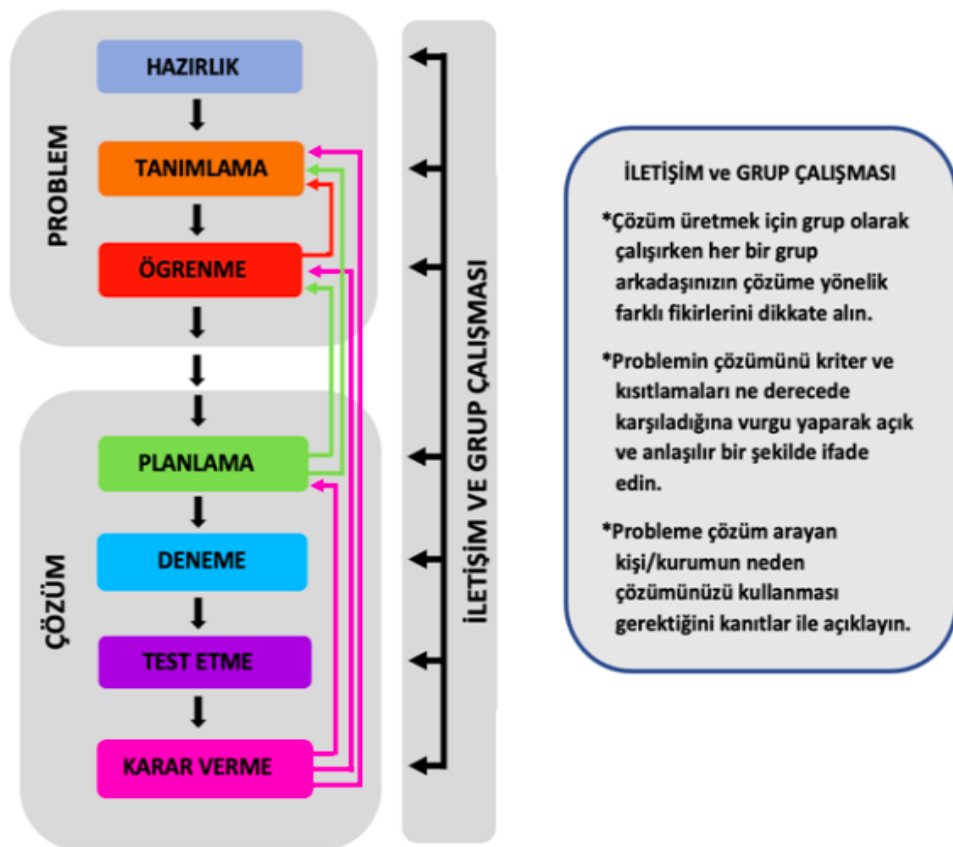 PROBLEM
HAZIRLIK
TANIMLAMA
ÖGRENME
ÇÖZÜM
PLANLAMA
DENEME
TEST ETME
KARAR VERME
İLETİŞİM VE GRUP ÇALIŞMASI
İLETİŞİM ve GRUP ÇALIŞMASI
*Çözüm üretmek için grup olarak
çalışırken her bir grup
arkadaşınızın çözüme yönelik
farklı fikirlerini dikkate alın.
*Problemin çözümünü kriter ve
kısıtlamaları ne derecede
karşıladığına vurgu yaparak açık
ve anlaşılır bir şekilde ifade
edin.
*Probleme çözüm arayan
kişi/kurumun neden
çözümünüzü kullanması
gerektiğini kanıtlar ile açıklayın.